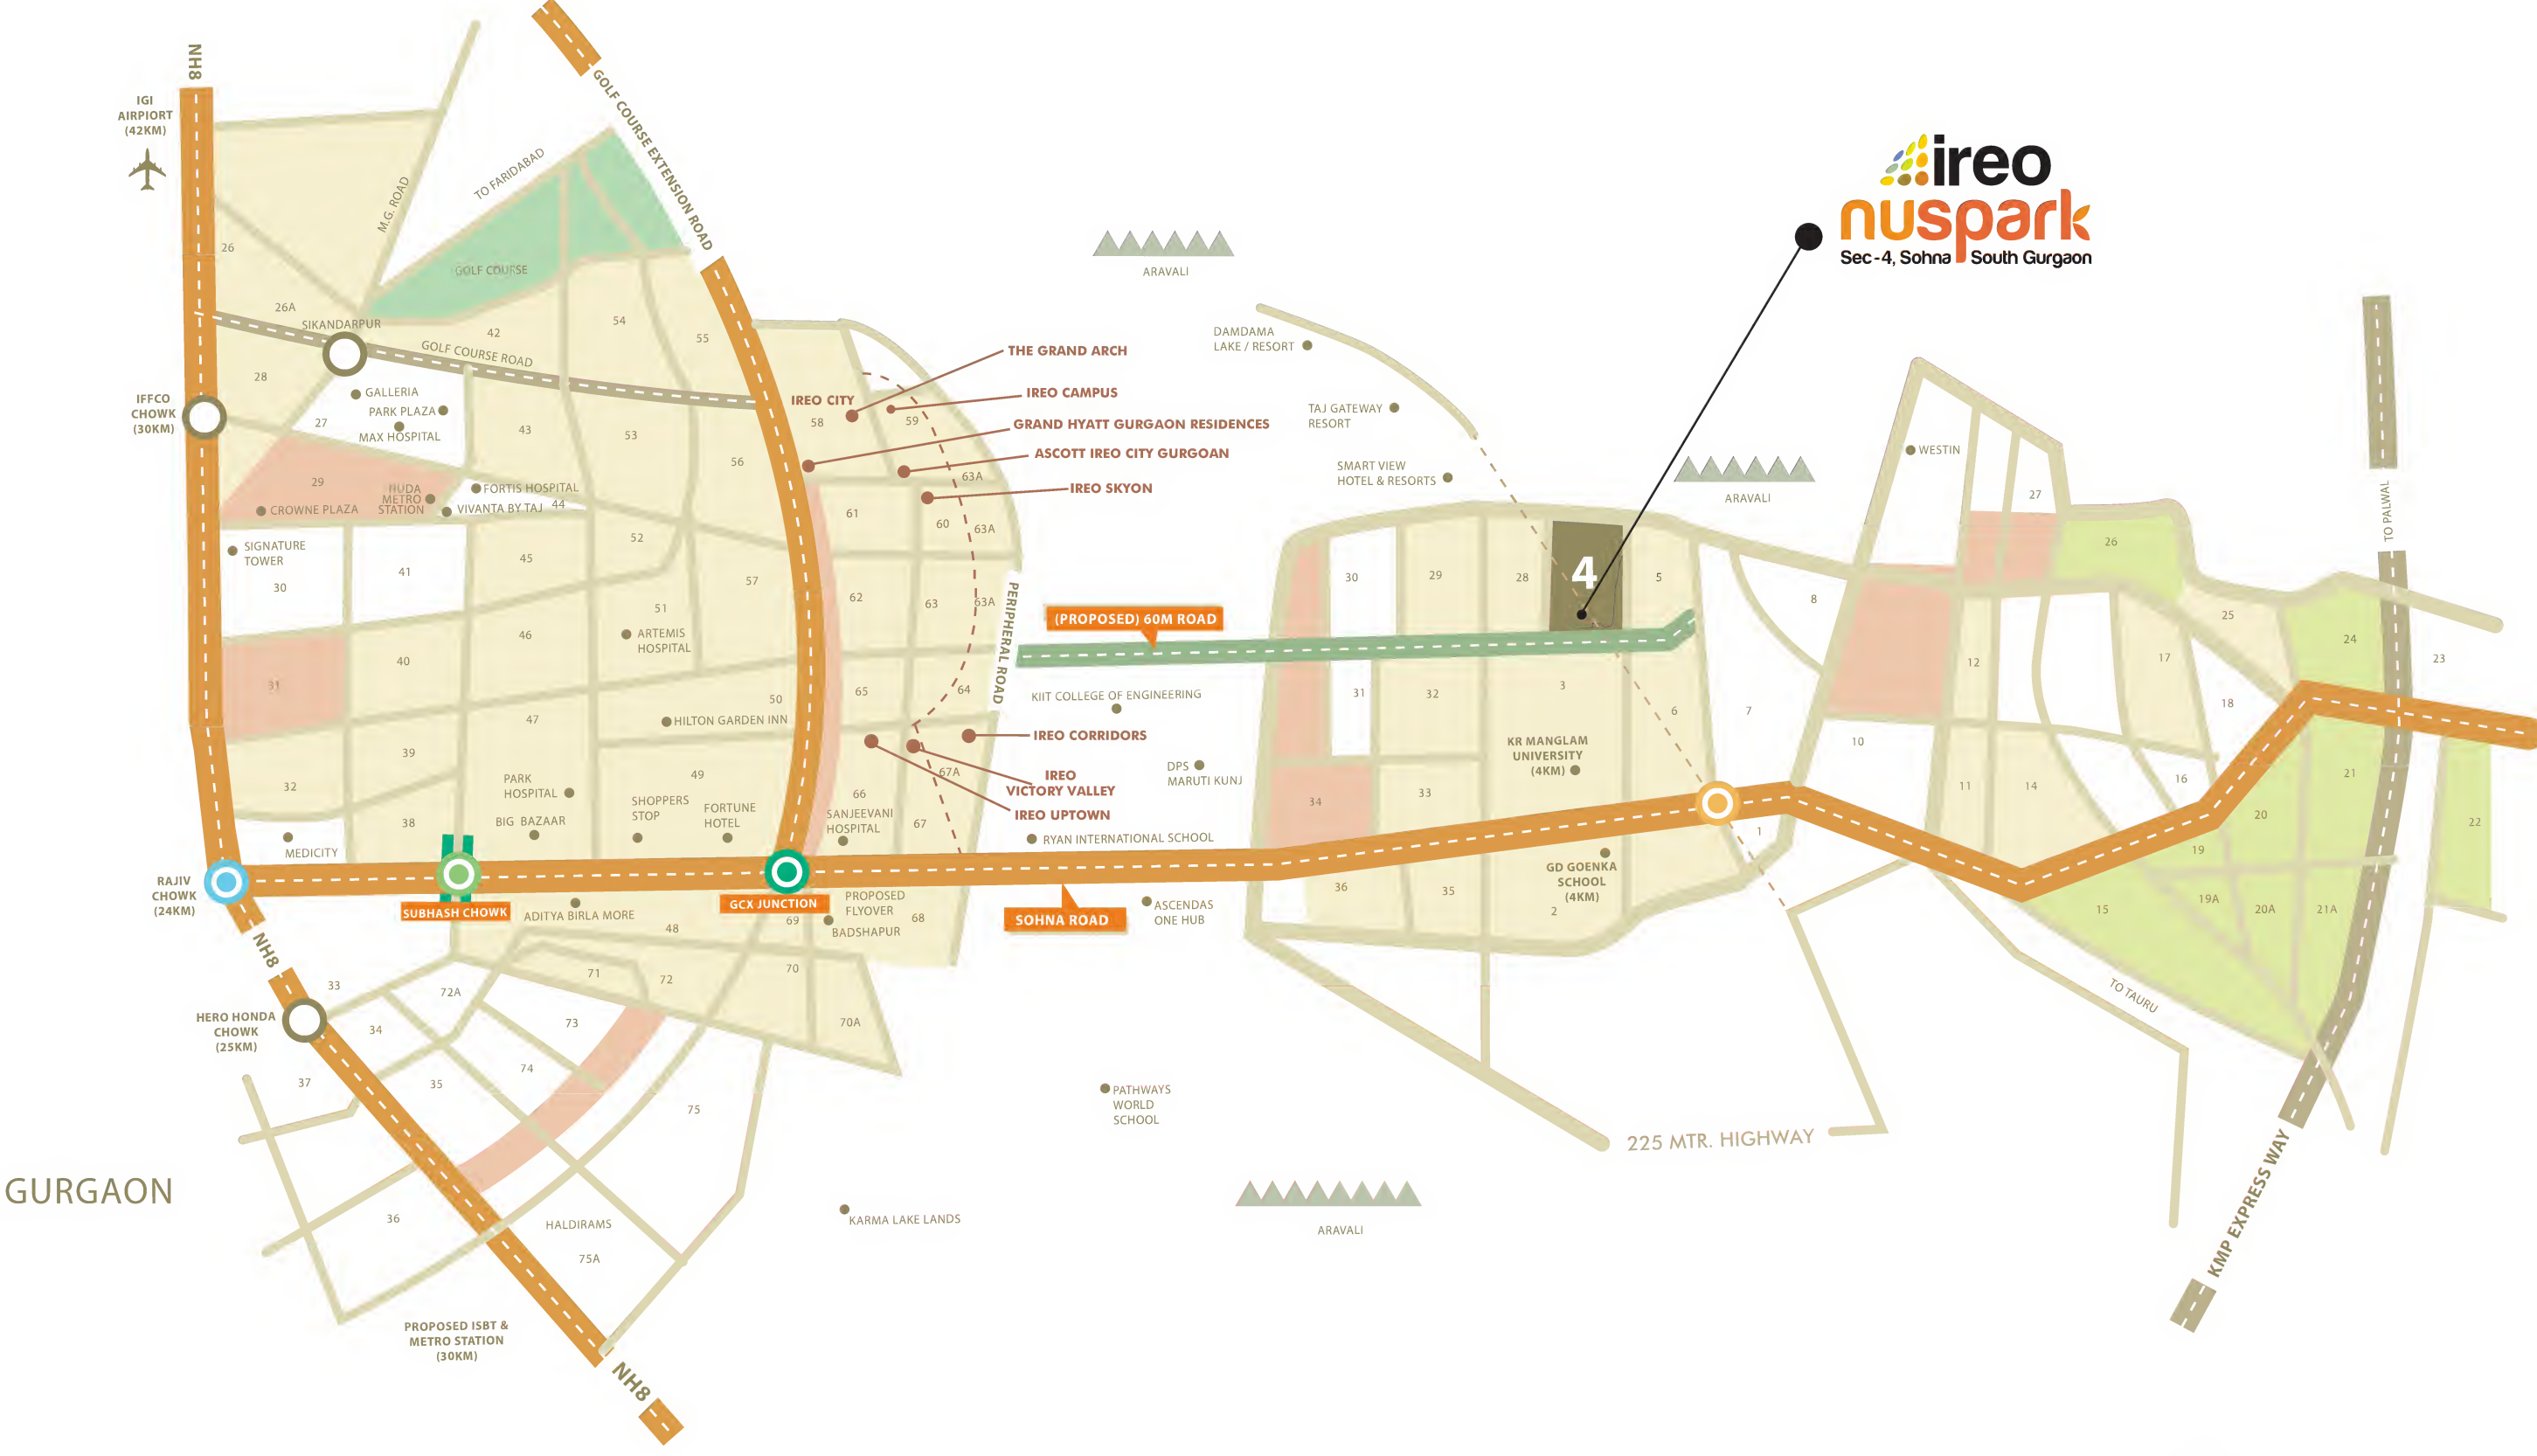 NH8
IGI
AIRPIORT
(42KM)
GOLF COURSE EXTENSION ROAD
M.G. ROAD
TO FARIDABAD
GOLF COURSE
26
26A
SIKANDARPUR
42
54
55
GOLF COURSE ROAD
28
IFFCO
CHOWK
(30KM)
GALLERIA
PARK PLAZA
MAX HOSPITAL
27
43
53
56
29
HUDA
METRO
STATION
FORTIS HOSPITAL
CROWNE PLAZA
VIVANTA BY TAJ
44
SIGNATURE
TOWER
30
41
45
52
57
51
ARTEMIS
HOSPITAL
46
40
31
50
HILTON GARDEN INN
47
39
32
49
PARK
HOSPITAL
SHOPPERS
STOP
FORTUNE
HOTEL
BIG BAZAAR
38
MEDICITY
RAJIV
CHOWK
(24KM)
SUBHASH CHOWK
ADITYA BIRLA MORE
GCX JUNCTION
PROPOSED
FLYOVER
69
BADSHAPUR
68
48
IREO CITY
58
59
THE GRAND ARCH
IREO CAMPUS
GRAND HYATT GURGAON RESIDENCES
ASCOTT IREO CITY GURGOAN
IREO SKYON
63A
61
60
63A
62
63
63A
65
64
PERIPHERAL ROAD
IREO CORRIDORS
IREO
VICTORY VALLEY
IREO UPTOWN
67A
66
67
SANJEEVANI
HOSPITAL
RYAN INTERNATIONAL SCHOOL
SOHNA ROAD
(PROPOSED) 60M ROAD
KIIT COLLEGE OF ENGINEERING
DPS
MARUTI KUNJ
ASCENDAS
ONE HUB
ARAVALI
DAMDAMA
LAKE / RESORT
TAJ GATEWAY
RESORT
SMART VIEW
HOTEL & RESORTS
ireo
nuspark
Sec-4, Sohna South Gurgaon
ARAVALI
WESTIN
30
29
28
4
5
8
31
32
3
6
7
KR MANGLAM
UNIVERSITY
(4KM)
34
33
1
36
35
GD GOENKA
SCHOOL
(4KM)
2
10
27
26
25
24
23
12
17
18
11
14
16
21
20
22
19
19A
20A
21A
15
TO PALWAL
TO TAURU
KMP EXPRESS WAY
225 MTR. HIGHWAY
NH8
HERO HONDA
CHOWK
(25KM)
33
72A
71
72
70
70A
34
73
37
35
74
75
36
HALDIRAMS
75A
PROPOSED ISBT &
METRO STATION
(30KM)
NH8
GURGAON
PATHWAYS
WORLD
SCHOOL
KARMA LAKE LANDS
ARAVALI